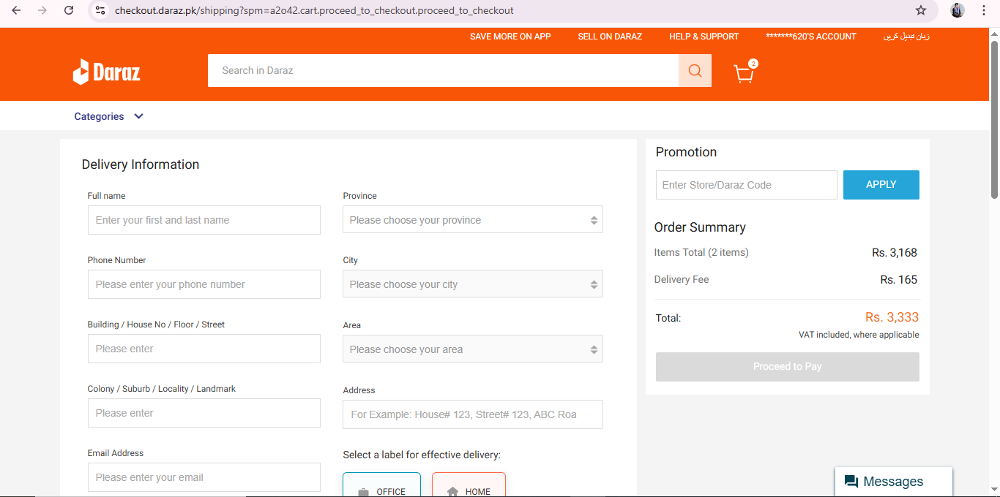 checkout.daraz.pk/shipping?spm=a2o42.cart.proceed_to_checkout.proceed_to_checkout
SAVE MORE ON APP SELL ON DARAZ HELP & SUPPORT *******620'S ACCOUNT زبان تبدیل کریں
Daraz
Search in Daraz
2
Categories
Delivery Information
Full name
Enter your first and last name
Phone Number
Please enter your phone number
Building / House No / Floor / Street
Please enter
Colony / Suburb / Locality / Landmark
Please enter
Email Address
Please enter your email
Province
Please choose your province
City
Please choose your city
Area
Please choose your area
Address
For Example: House# 123, Street# 123, ABC Roa
Select a label for effective delivery:
OFFICE HOME
Promotion
Enter Store/Daraz Code APPLY
Order Summary
Items Total (2 items) Rs. 3,168
Delivery Fee Rs. 165
Total: Rs. 3,333
VAT included, where applicable
Proceed to Pay
Messages